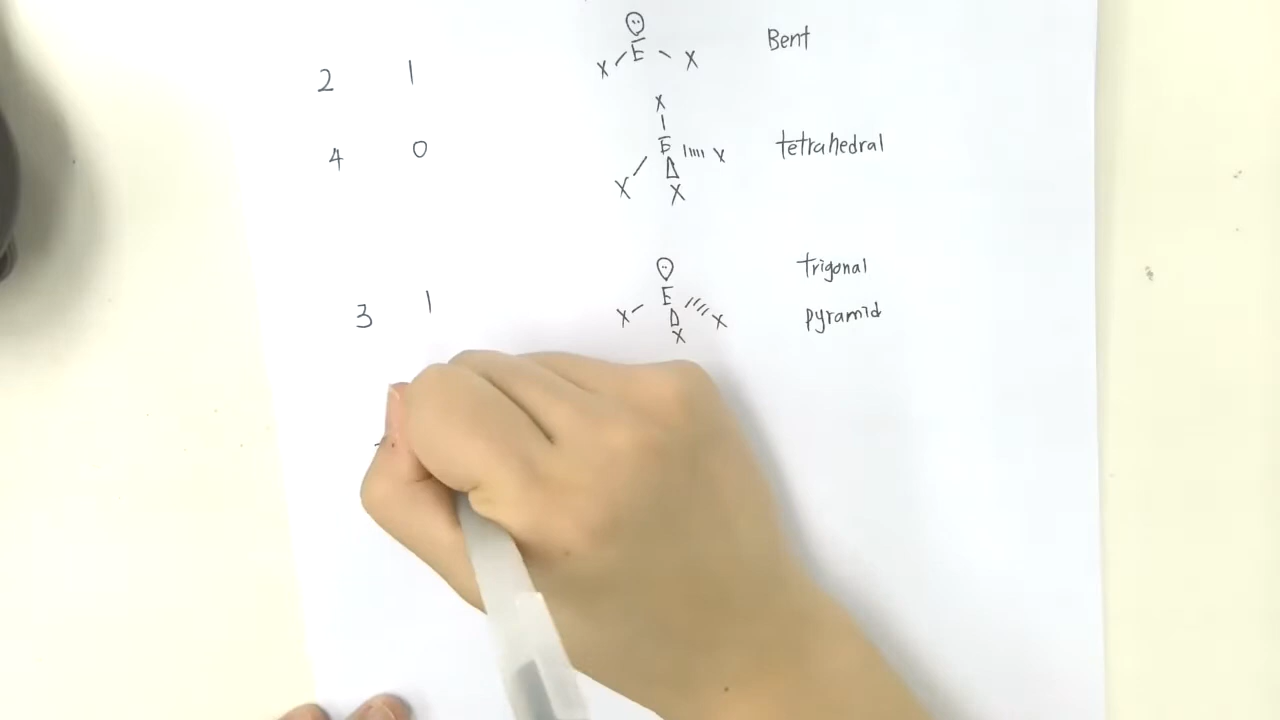 2 1 X E X Bent
X
4 0 E X tetrahedral
X X
trigonal
3 1 E pyramid
X X
X